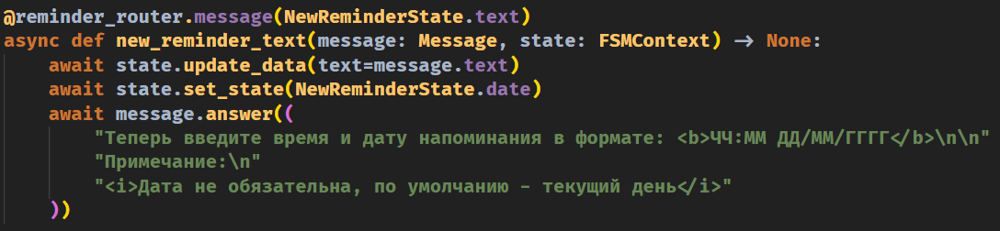 @reminder_router.message(NewReminderState.text)
async def new_reminder_text(message: Message, state: FSMContext) -> None:
    await state.update_data(text=message.text)
    await state.set_state(NewReminderState.date)
    await message.answer((
        "Теперь введите время и дату напоминания в формате: <b>ЧЧ:ММ ДД/ММ/ГГГГ</b>\n\n"
        "Примечание:\n"
        "<i>Дата не обязательна, по умолчанию - текущий день</i>"
    ))